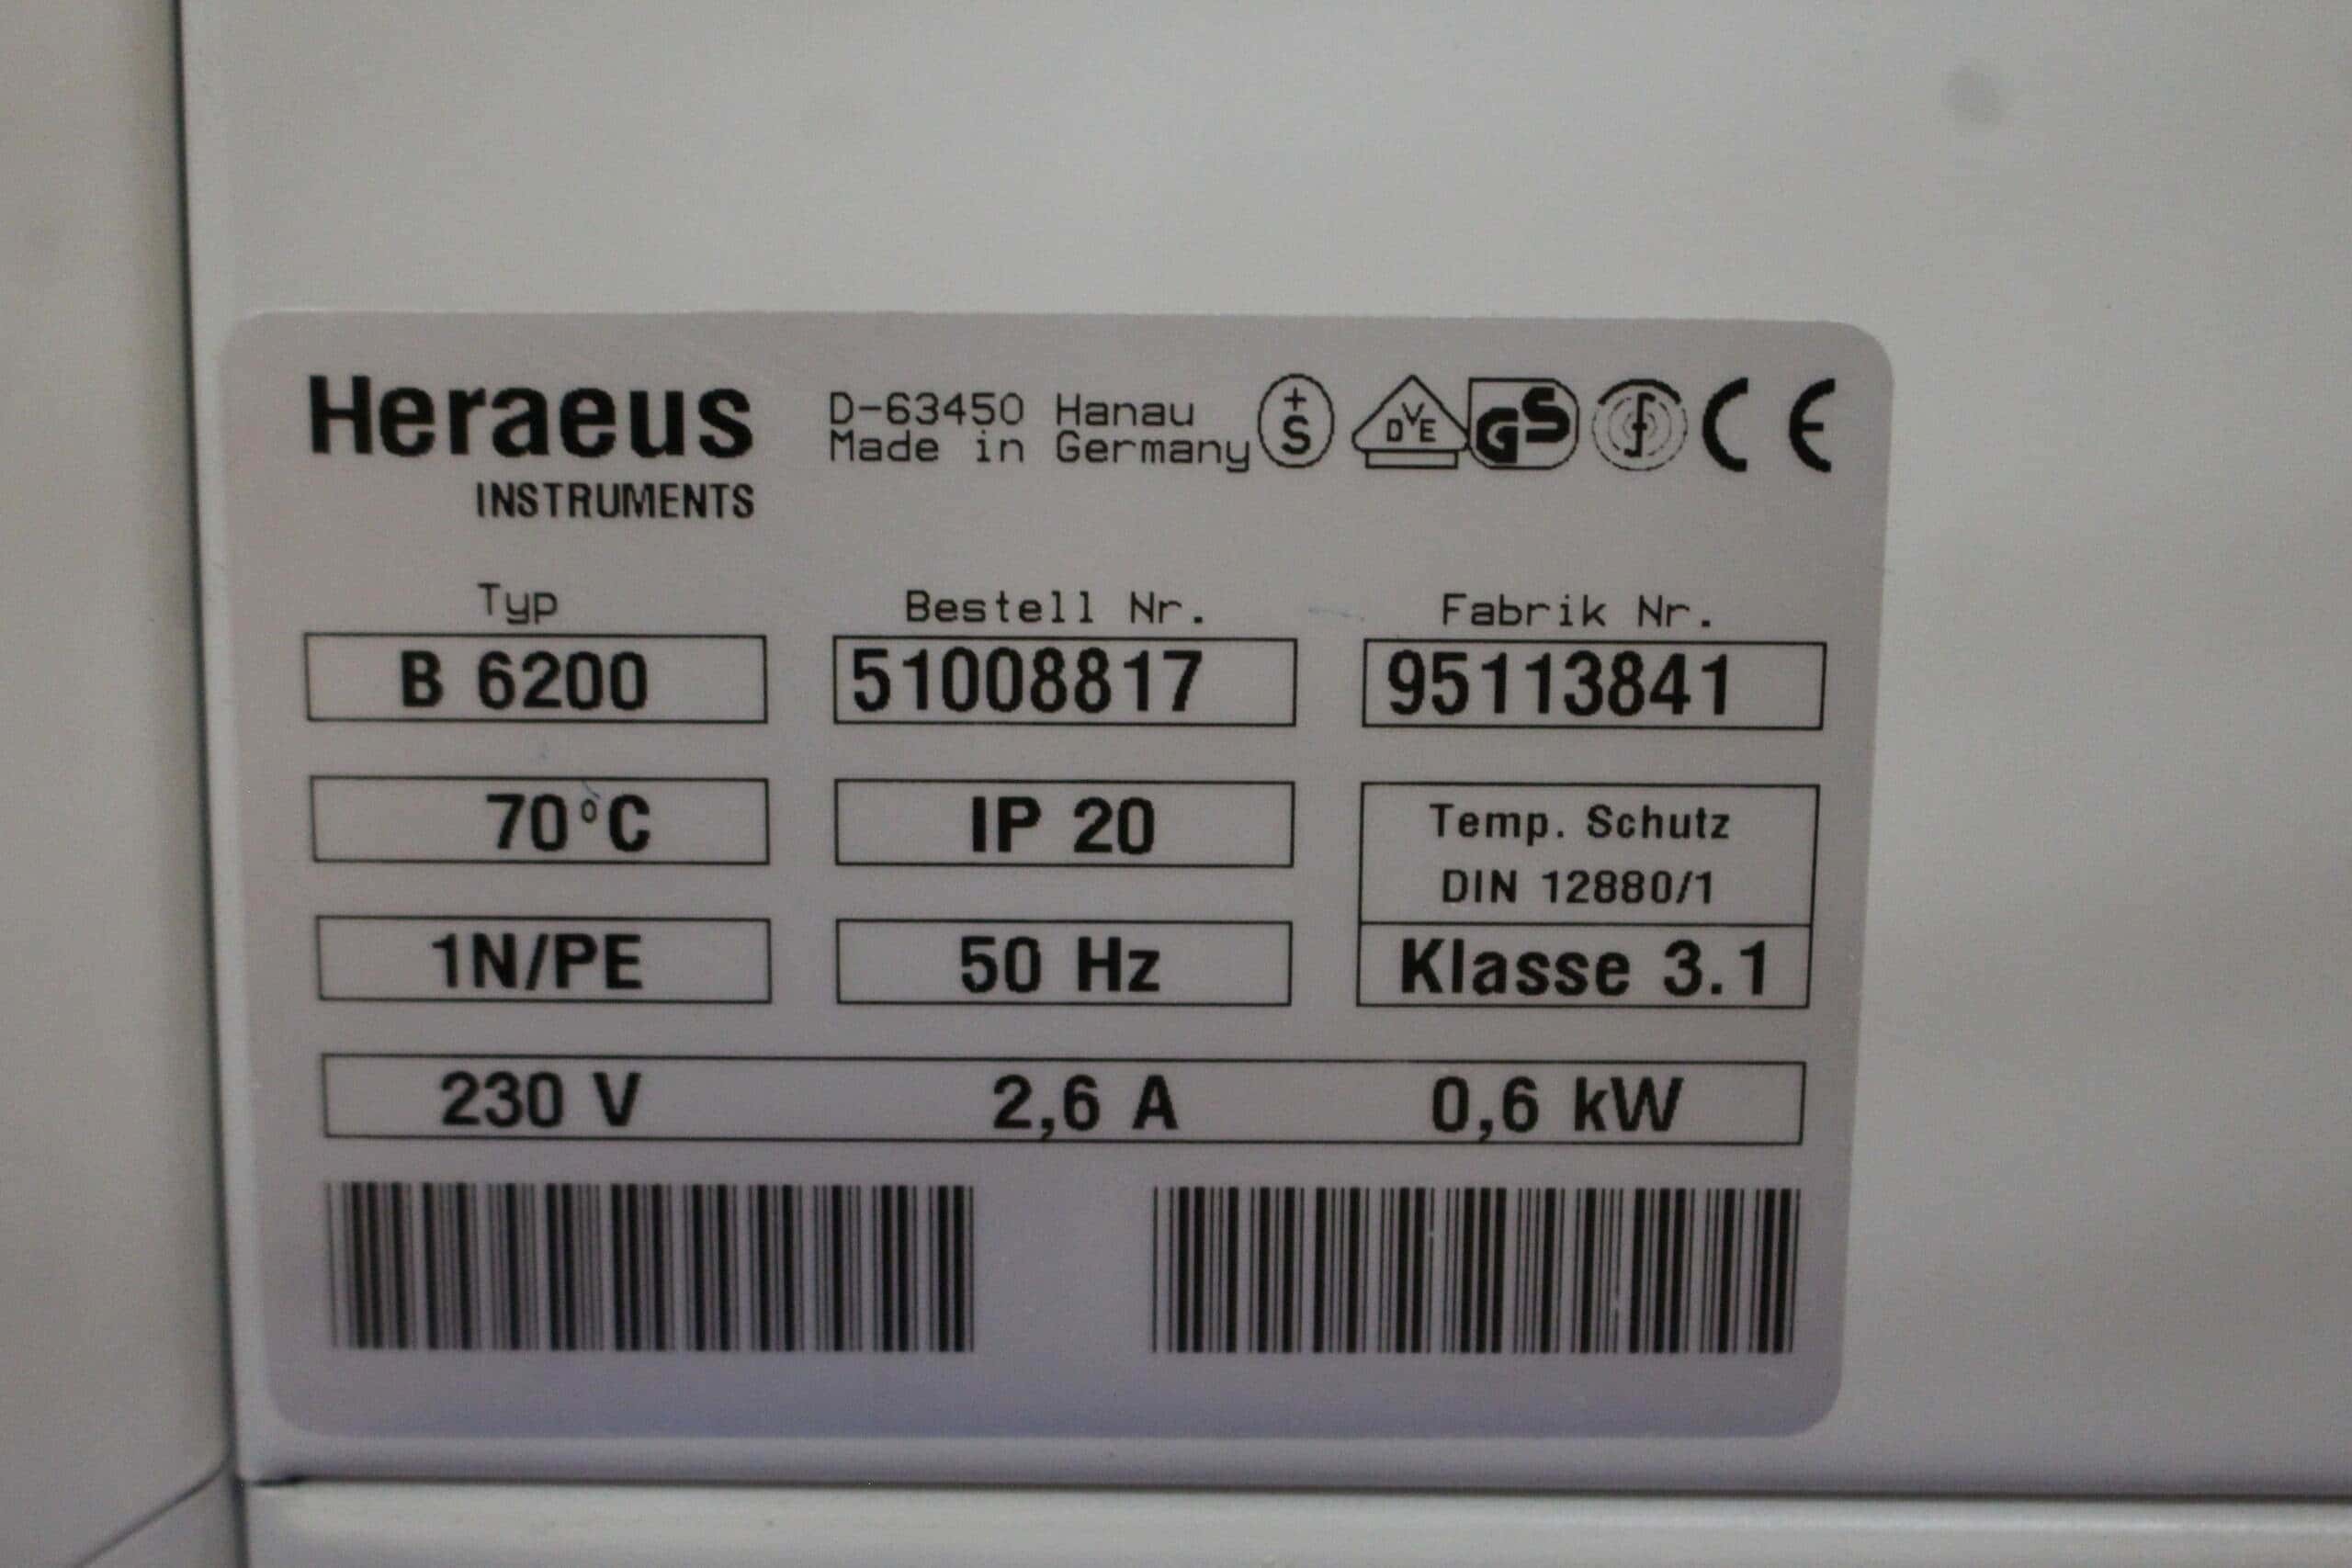 Heraeus
INSTRUMENTS
D-63450 Hanau
Made in Germany
+
S
DVE
GS
CE
Typ
Bestell Nr.
Fabrik Nr.
B 6200
51008817
95113841
70°C
IP 20
Temp. Schutz
DIN 12880/1
1N/PE
50 Hz
Klasse 3.1
230 V 2,6 A 0,6 kW